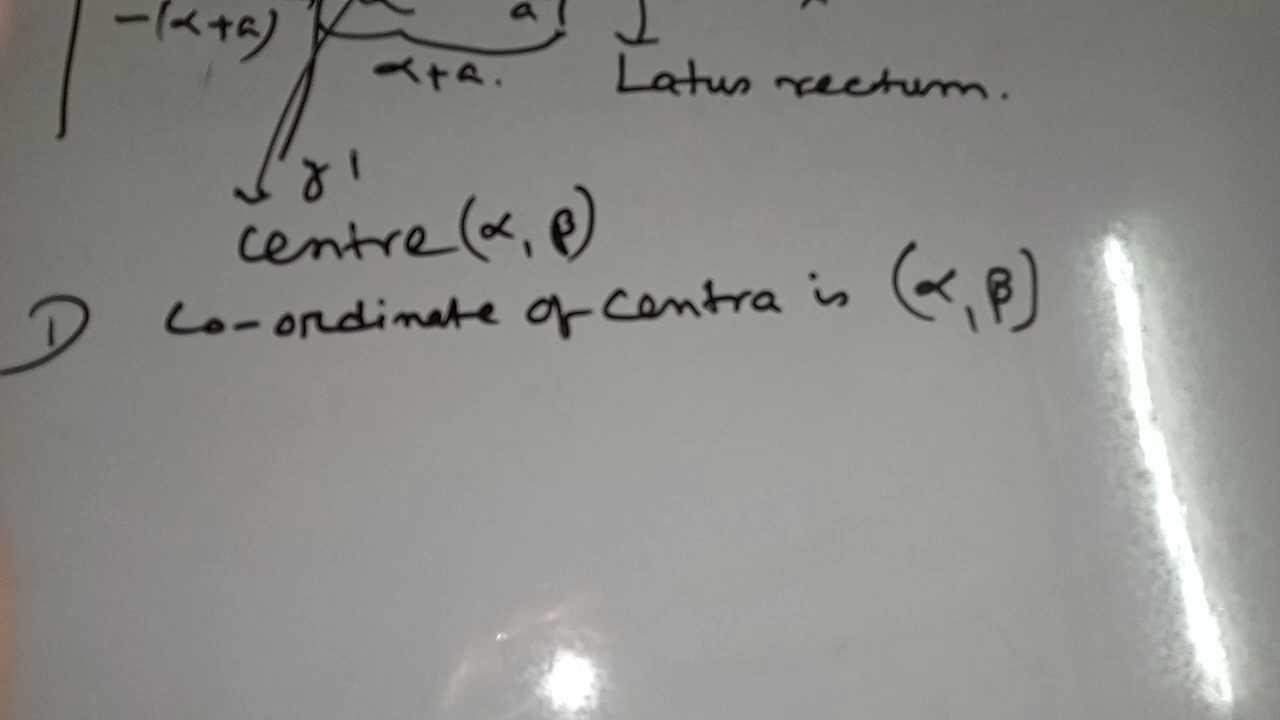 -(α+a) a
α+a. Latus rectum.
γ'
centre (α, β)
1) Co-ordinate of Centra is (α, β)